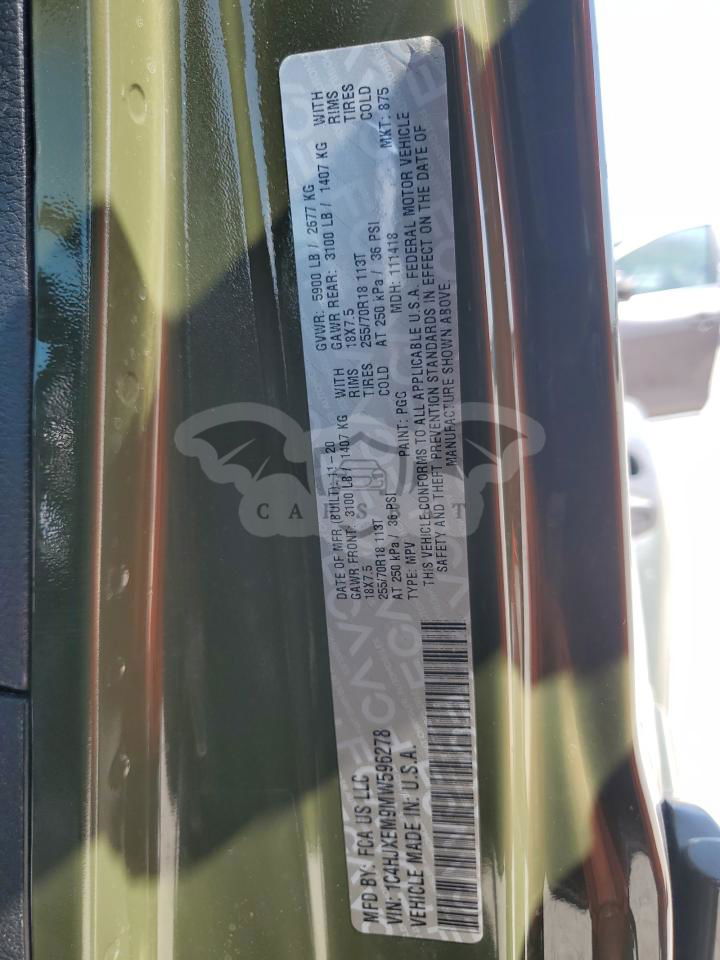 MFD BY: FCA US LLC
DATE OF MFR. (BUILT): 11-20
GVWR: 5900 LB / 2677 KG
GAWR FRONT: 3100 LB / 1407 KG WITH
GAWR REAR: 3100 LB / 1407 KG WITH
18X7.5 RIMS
18X7.5 RIMS
255/70R18 113T TIRES
255/70R18 113T TIRES
AT 250 kPa / 36 PSI COLD
AT 250 kPa / 36 PSI COLD
VIN: 1C4HJXEM9MW596278
TYPE: MPV PAINT: PGG MDH: 111418 MKT: 875
VEHICLE MADE IN: U.S.A.
THIS VEHICLE CONFORMS TO ALL APPLICABLE U.S.A. FEDERAL MOTOR VEHICLE
SAFETY AND THEFT PREVENTION STANDARDS IN EFFECT ON THE DATE OF
MANUFACTURE SHOWN ABOVE